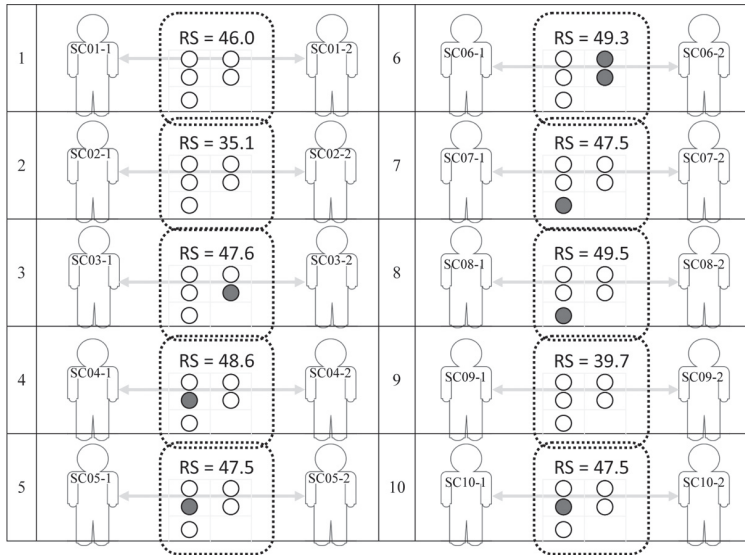 1 SC01-1 RS = 46.0 SC01-2 6 SC06-1 RS = 49.3 SC06-2
2 SC02-1 RS = 35.1 SC02-2 7 SC07-1 RS = 47.5 SC07-2
3 SC03-1 RS = 47.6 SC03-2 8 SC08-1 RS = 49.5 SC08-2
4 SC04-1 RS = 48.6 SC04-2 9 SC09-1 RS = 39.7 SC09-2
5 SC05-1 RS = 47.5 SC05-2 10 SC10-1 RS = 47.5 SC10-2